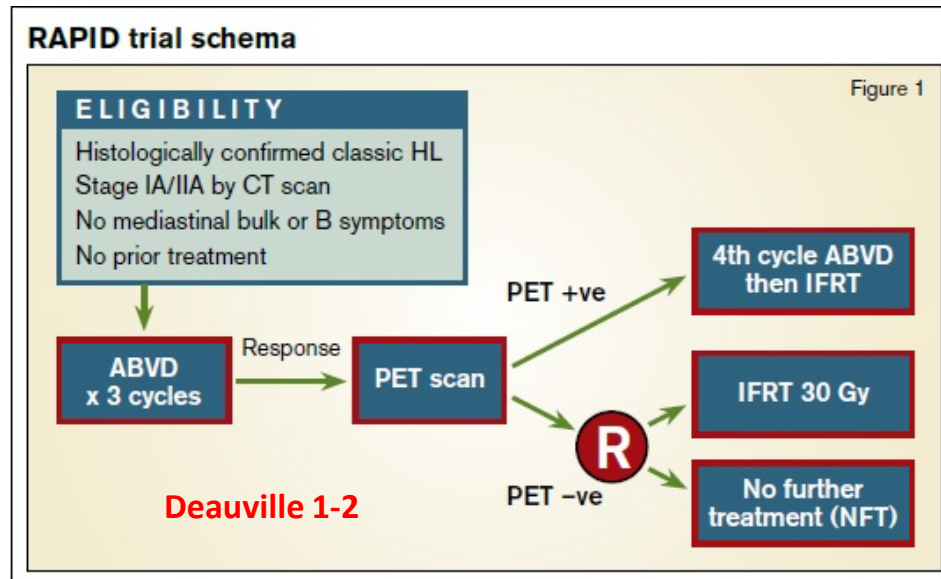 RAPID trial schema
Figure 1
ELIGIBILITY
Histologically confirmed classic HL
Stage IA/IIA by CT scan
No mediastinal bulk or B symptoms
No prior treatment
ABVD
x 3 cycles
Response
PET scan
PET +ve
4th cycle ABVD
then IFRT
R
IFRT 30 Gy
PET –ve
No further
treatment (NFT)
Deauville 1-2